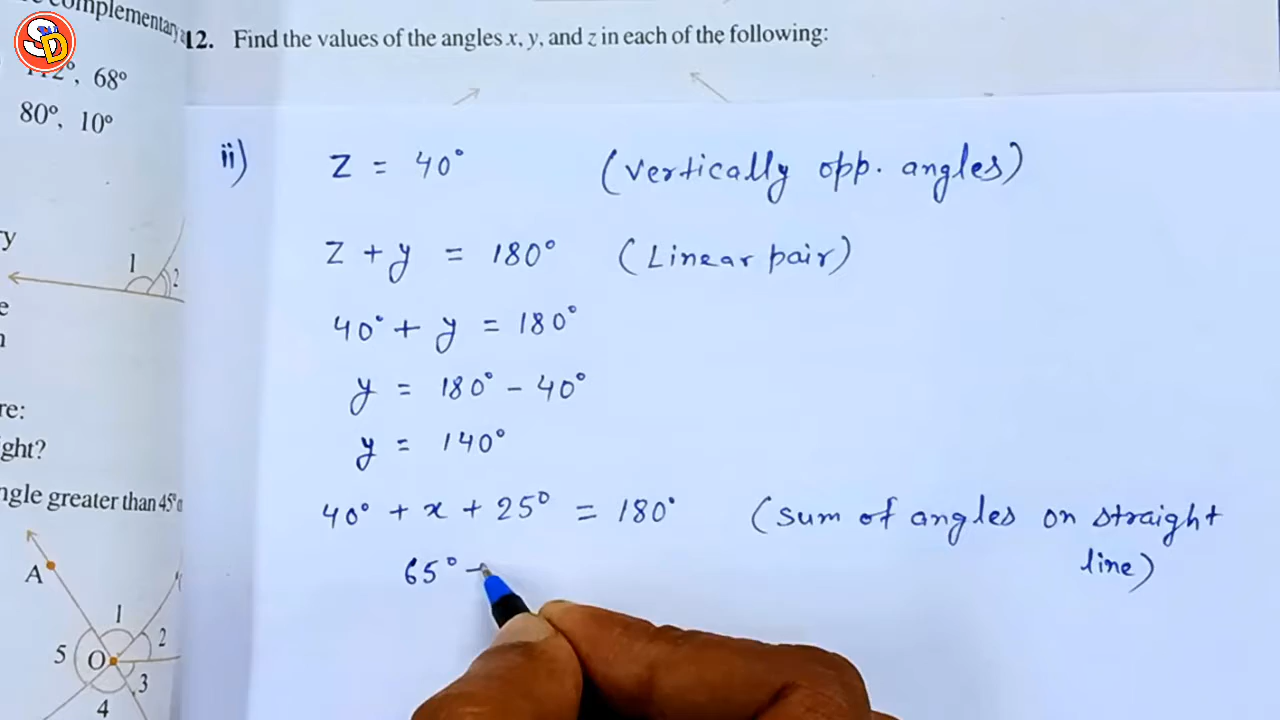 complementary
12. Find the values of the angles x, y, and z in each of the following:
68°
80°, 10°
ii) z = 40° (vertically opp. angles)
z + y = 180° (Linear pair)
40° + y = 180°
y = 180° - 40°
y = 140°
40° + x + 25° = 180° (sum of angles on straight
line)
65° -
1
2
ngle greater than 45°
A
1
2
5
O
3
4
SD